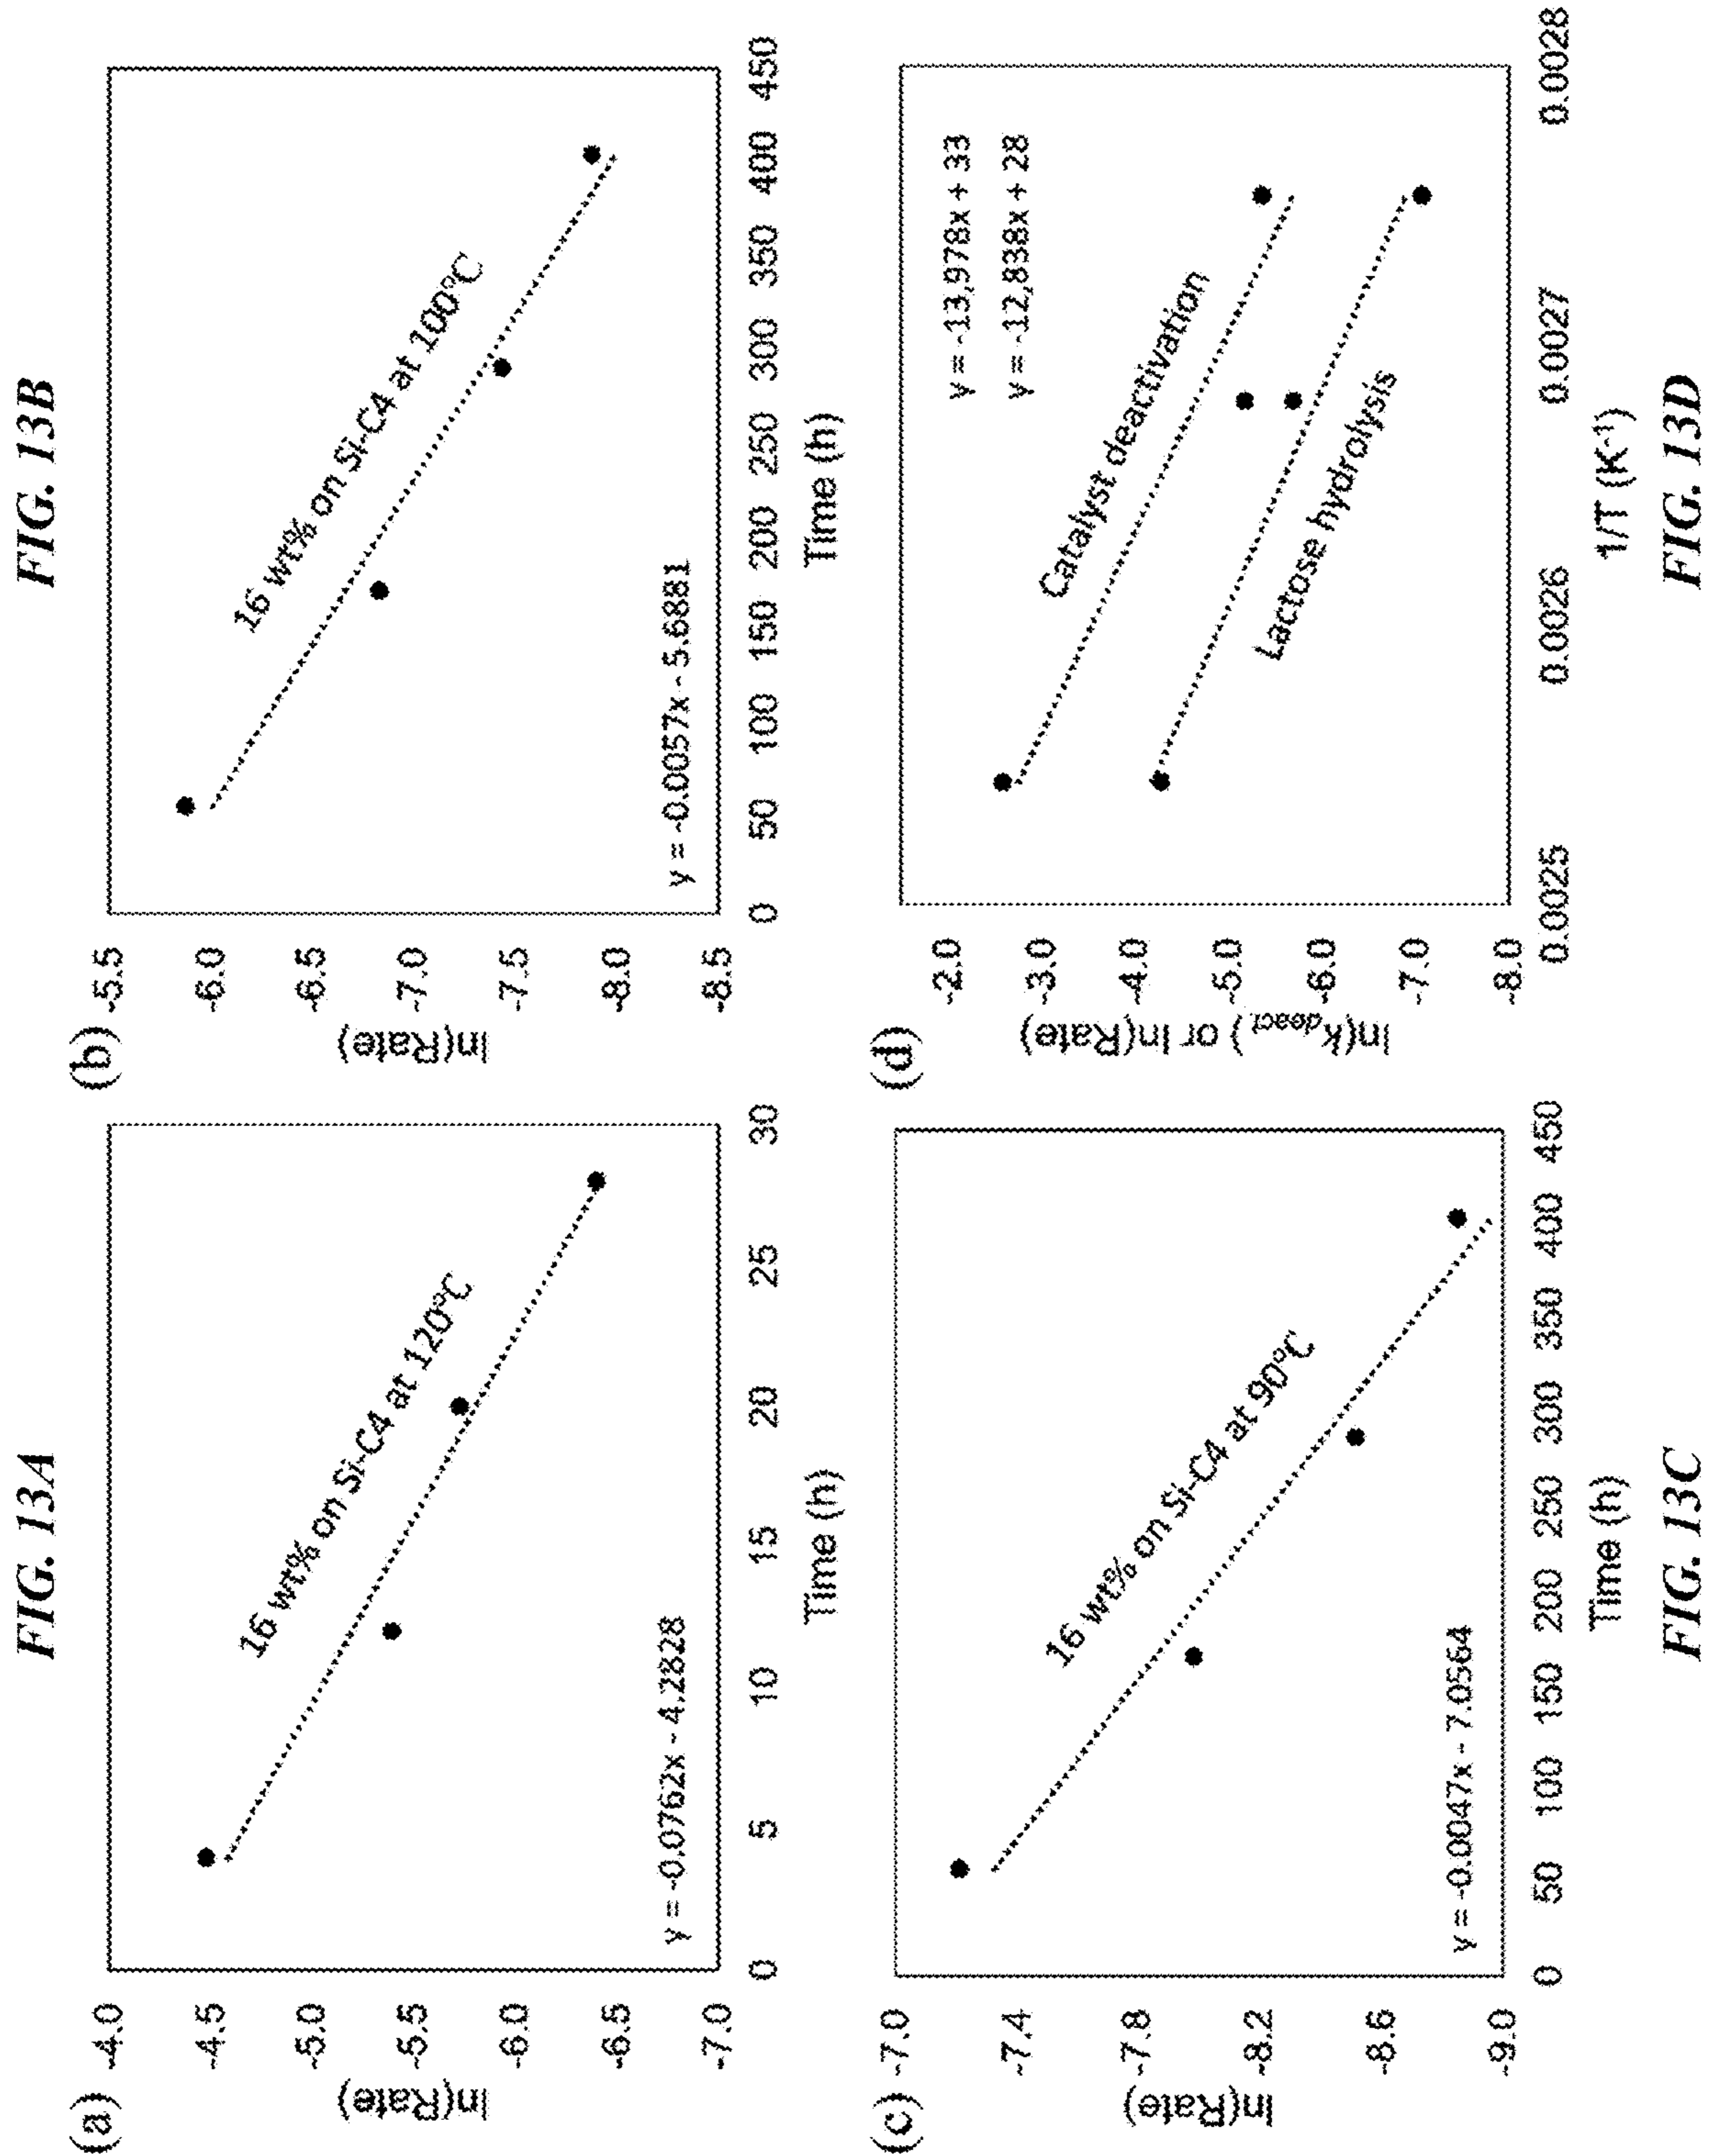 FIG. 13A
(a)
-4.0
-4.5
-5.0
-5.5
-6.0
-6.5
-7.0
ln(Rate)
16 wt% on Si-C4 at 120°C
y = -0.0762x - 4.2828
0 5 10 15 20 25 30
Time (h)
FIG. 13B
(b)
-5.5
-6.0
-6.5
-7.0
-7.5
-8.0
-8.5
ln(Rate)
16 wt% on Si-C4 at 100°C
y = -0.0057x - 5.6881
0 50 100 150 200 250 300 350 400 450
Time (h)
(c)
-7.0
-7.4
-7.8
-8.2
-8.6
-9.0
ln(Rate)
16 wt% on Si-C4 at 90°C
y = -0.0047x - 7.0564
0 50 100 150 200 250 300 350 400 450
Time (h)
FIG. 13C
(d)
-2.0
-3.0
-4.0
-5.0
-6.0
-7.0
-8.0
ln(kdeact.) or ln(Rate)
y = -13,978x + 33
y = -12,838x + 28
Catalyst deactivation
Lactose hydrolysis
0.0025 0.0026 0.0027 0.0028
1/T (K-1)
FIG. 13D